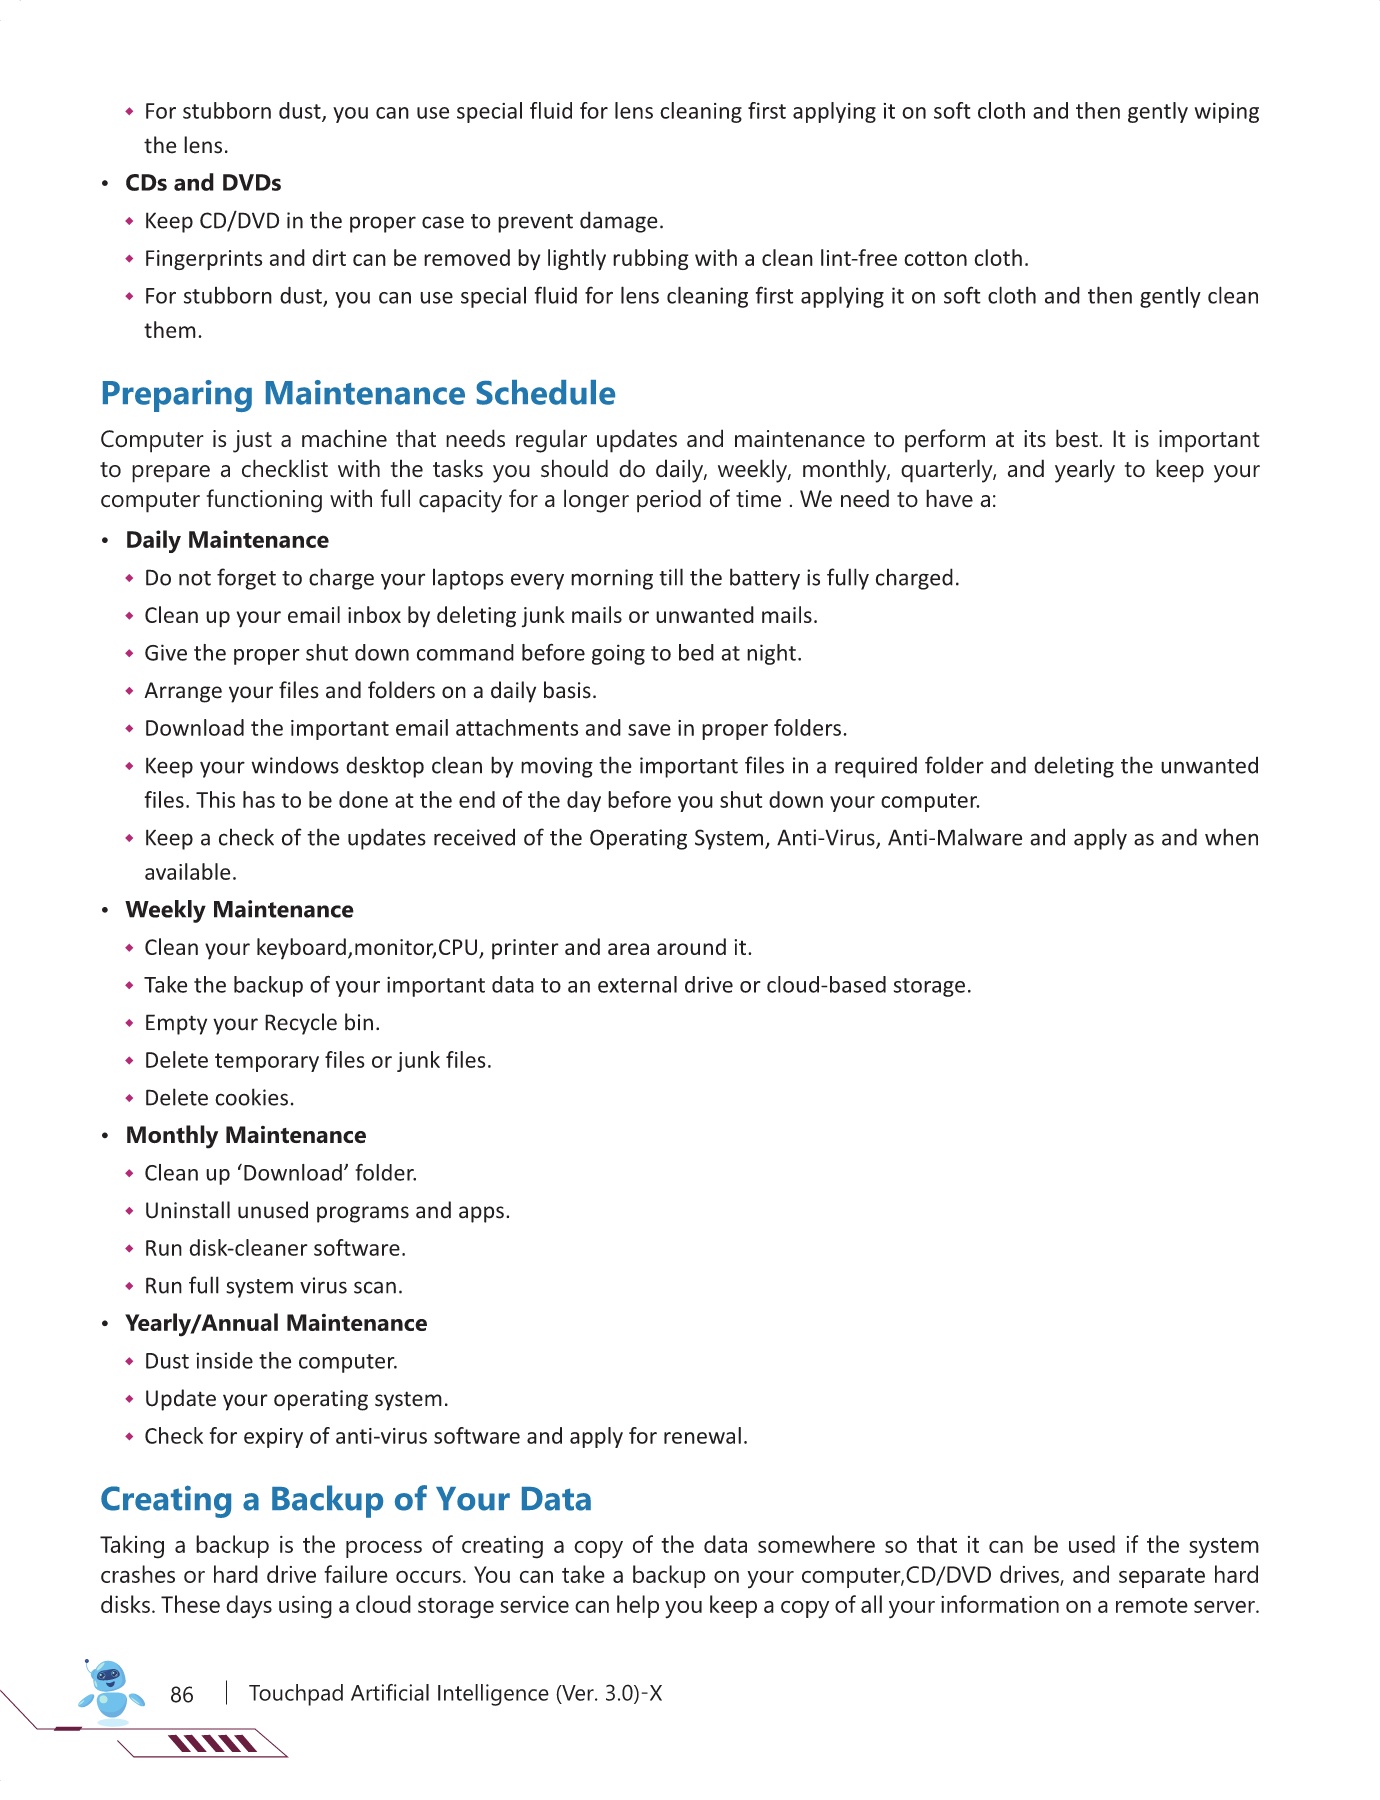 ◆ For stubborn dust, you can use special fluid for lens cleaning first applying it on soft cloth and then gently wiping
the lens.
• CDs and DVDs
◆ Keep CD/DVD in the proper case to prevent damage.
◆ Fingerprints and dirt can be removed by lightly rubbing with a clean lint-free cotton cloth.
◆ For stubborn dust, you can use special fluid for lens cleaning first applying it on soft cloth and then gently clean
them.
Preparing Maintenance Schedule
Computer is just a machine that needs regular updates and maintenance to perform at its best. It is important
to prepare a checklist with the tasks you should do daily, weekly, monthly, quarterly, and yearly to keep your
computer functioning with full capacity for a longer period of time . We need to have a:
• Daily Maintenance
◆ Do not forget to charge your laptops every morning till the battery is fully charged.
◆ Clean up your email inbox by deleting junk mails or unwanted mails.
◆ Give the proper shut down command before going to bed at night.
◆ Arrange your files and folders on a daily basis.
◆ Download the important email attachments and save in proper folders.
◆ Keep your windows desktop clean by moving the important files in a required folder and deleting the unwanted
files. This has to be done at the end of the day before you shut down your computer.
◆ Keep a check of the updates received of the Operating System, Anti-Virus, Anti-Malware and apply as and when
available.
• Weekly Maintenance
◆ Clean your keyboard,monitor,CPU, printer and area around it.
◆ Take the backup of your important data to an external drive or cloud-based storage.
◆ Empty your Recycle bin.
◆ Delete temporary files or junk files.
◆ Delete cookies.
• Monthly Maintenance
◆ Clean up ‘Download’ folder.
◆ Uninstall unused programs and apps.
◆ Run disk-cleaner software.
◆ Run full system virus scan.
• Yearly/Annual Maintenance
◆ Dust inside the computer.
◆ Update your operating system.
◆ Check for expiry of anti-virus software and apply for renewal.
Creating a Backup of Your Data
Taking a backup is the process of creating a copy of the data somewhere so that it can be used if the system
crashes or hard drive failure occurs. You can take a backup on your computer,CD/DVD drives, and separate hard
disks. These days using a cloud storage service can help you keep a copy of all your information on a remote server.
86 | Touchpad Artificial Intelligence (Ver. 3.0)-X